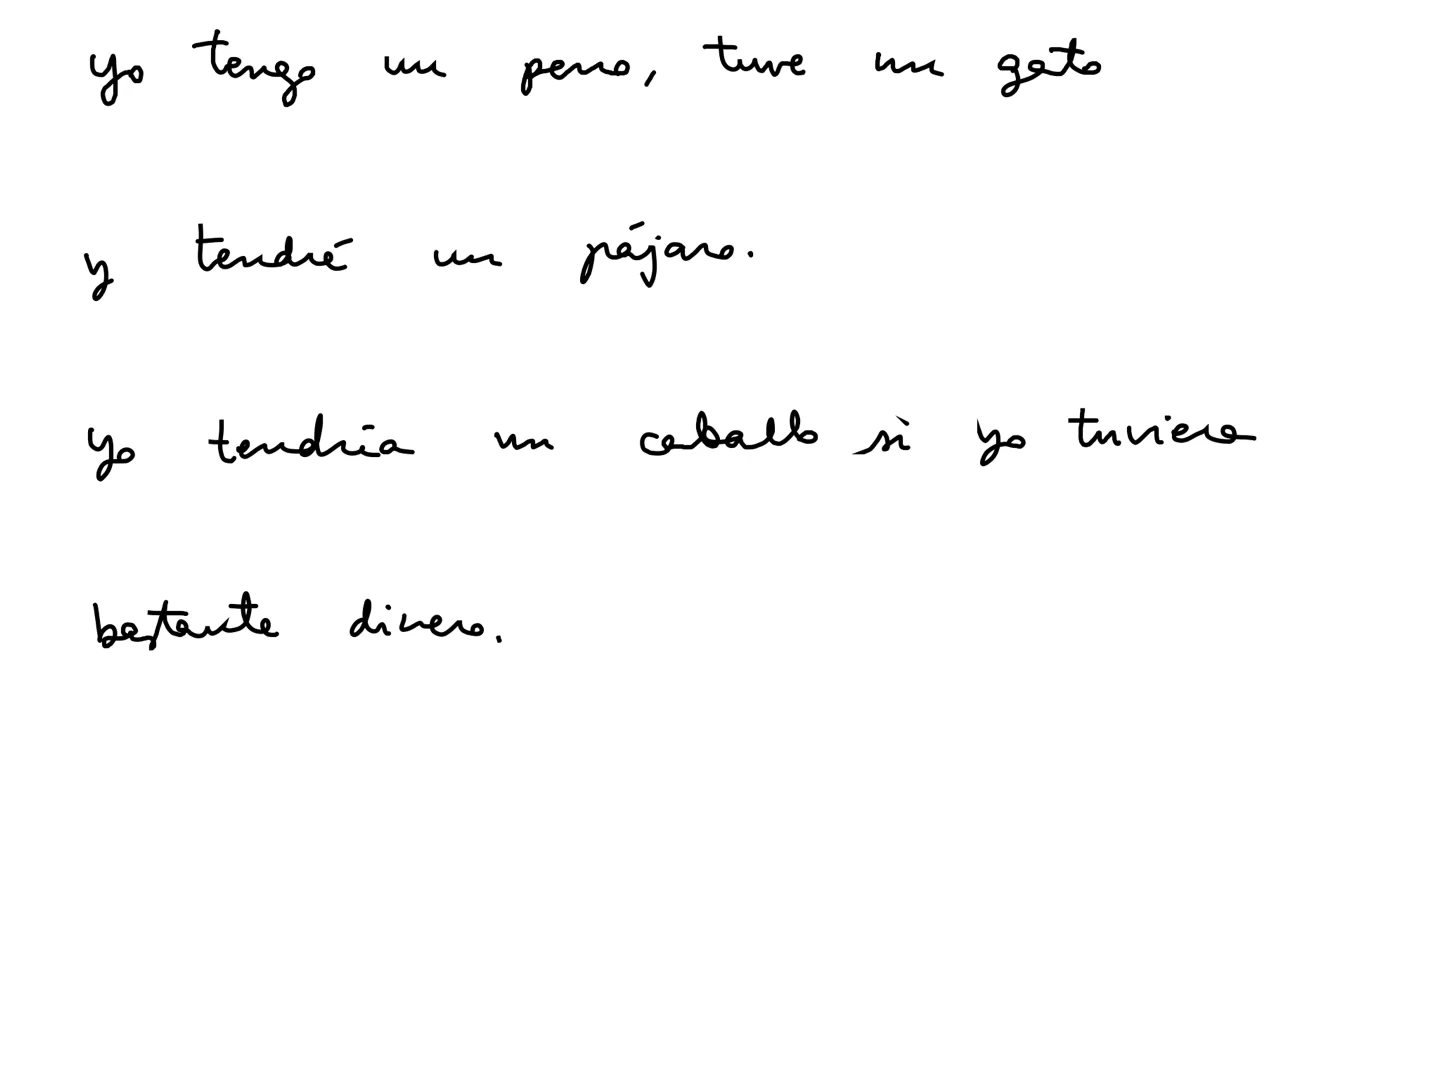 yo tengo un perro, tuve un gato
y tendré un pájaro.
yo tendría un caballo si yo tuviera
bastante dinero.